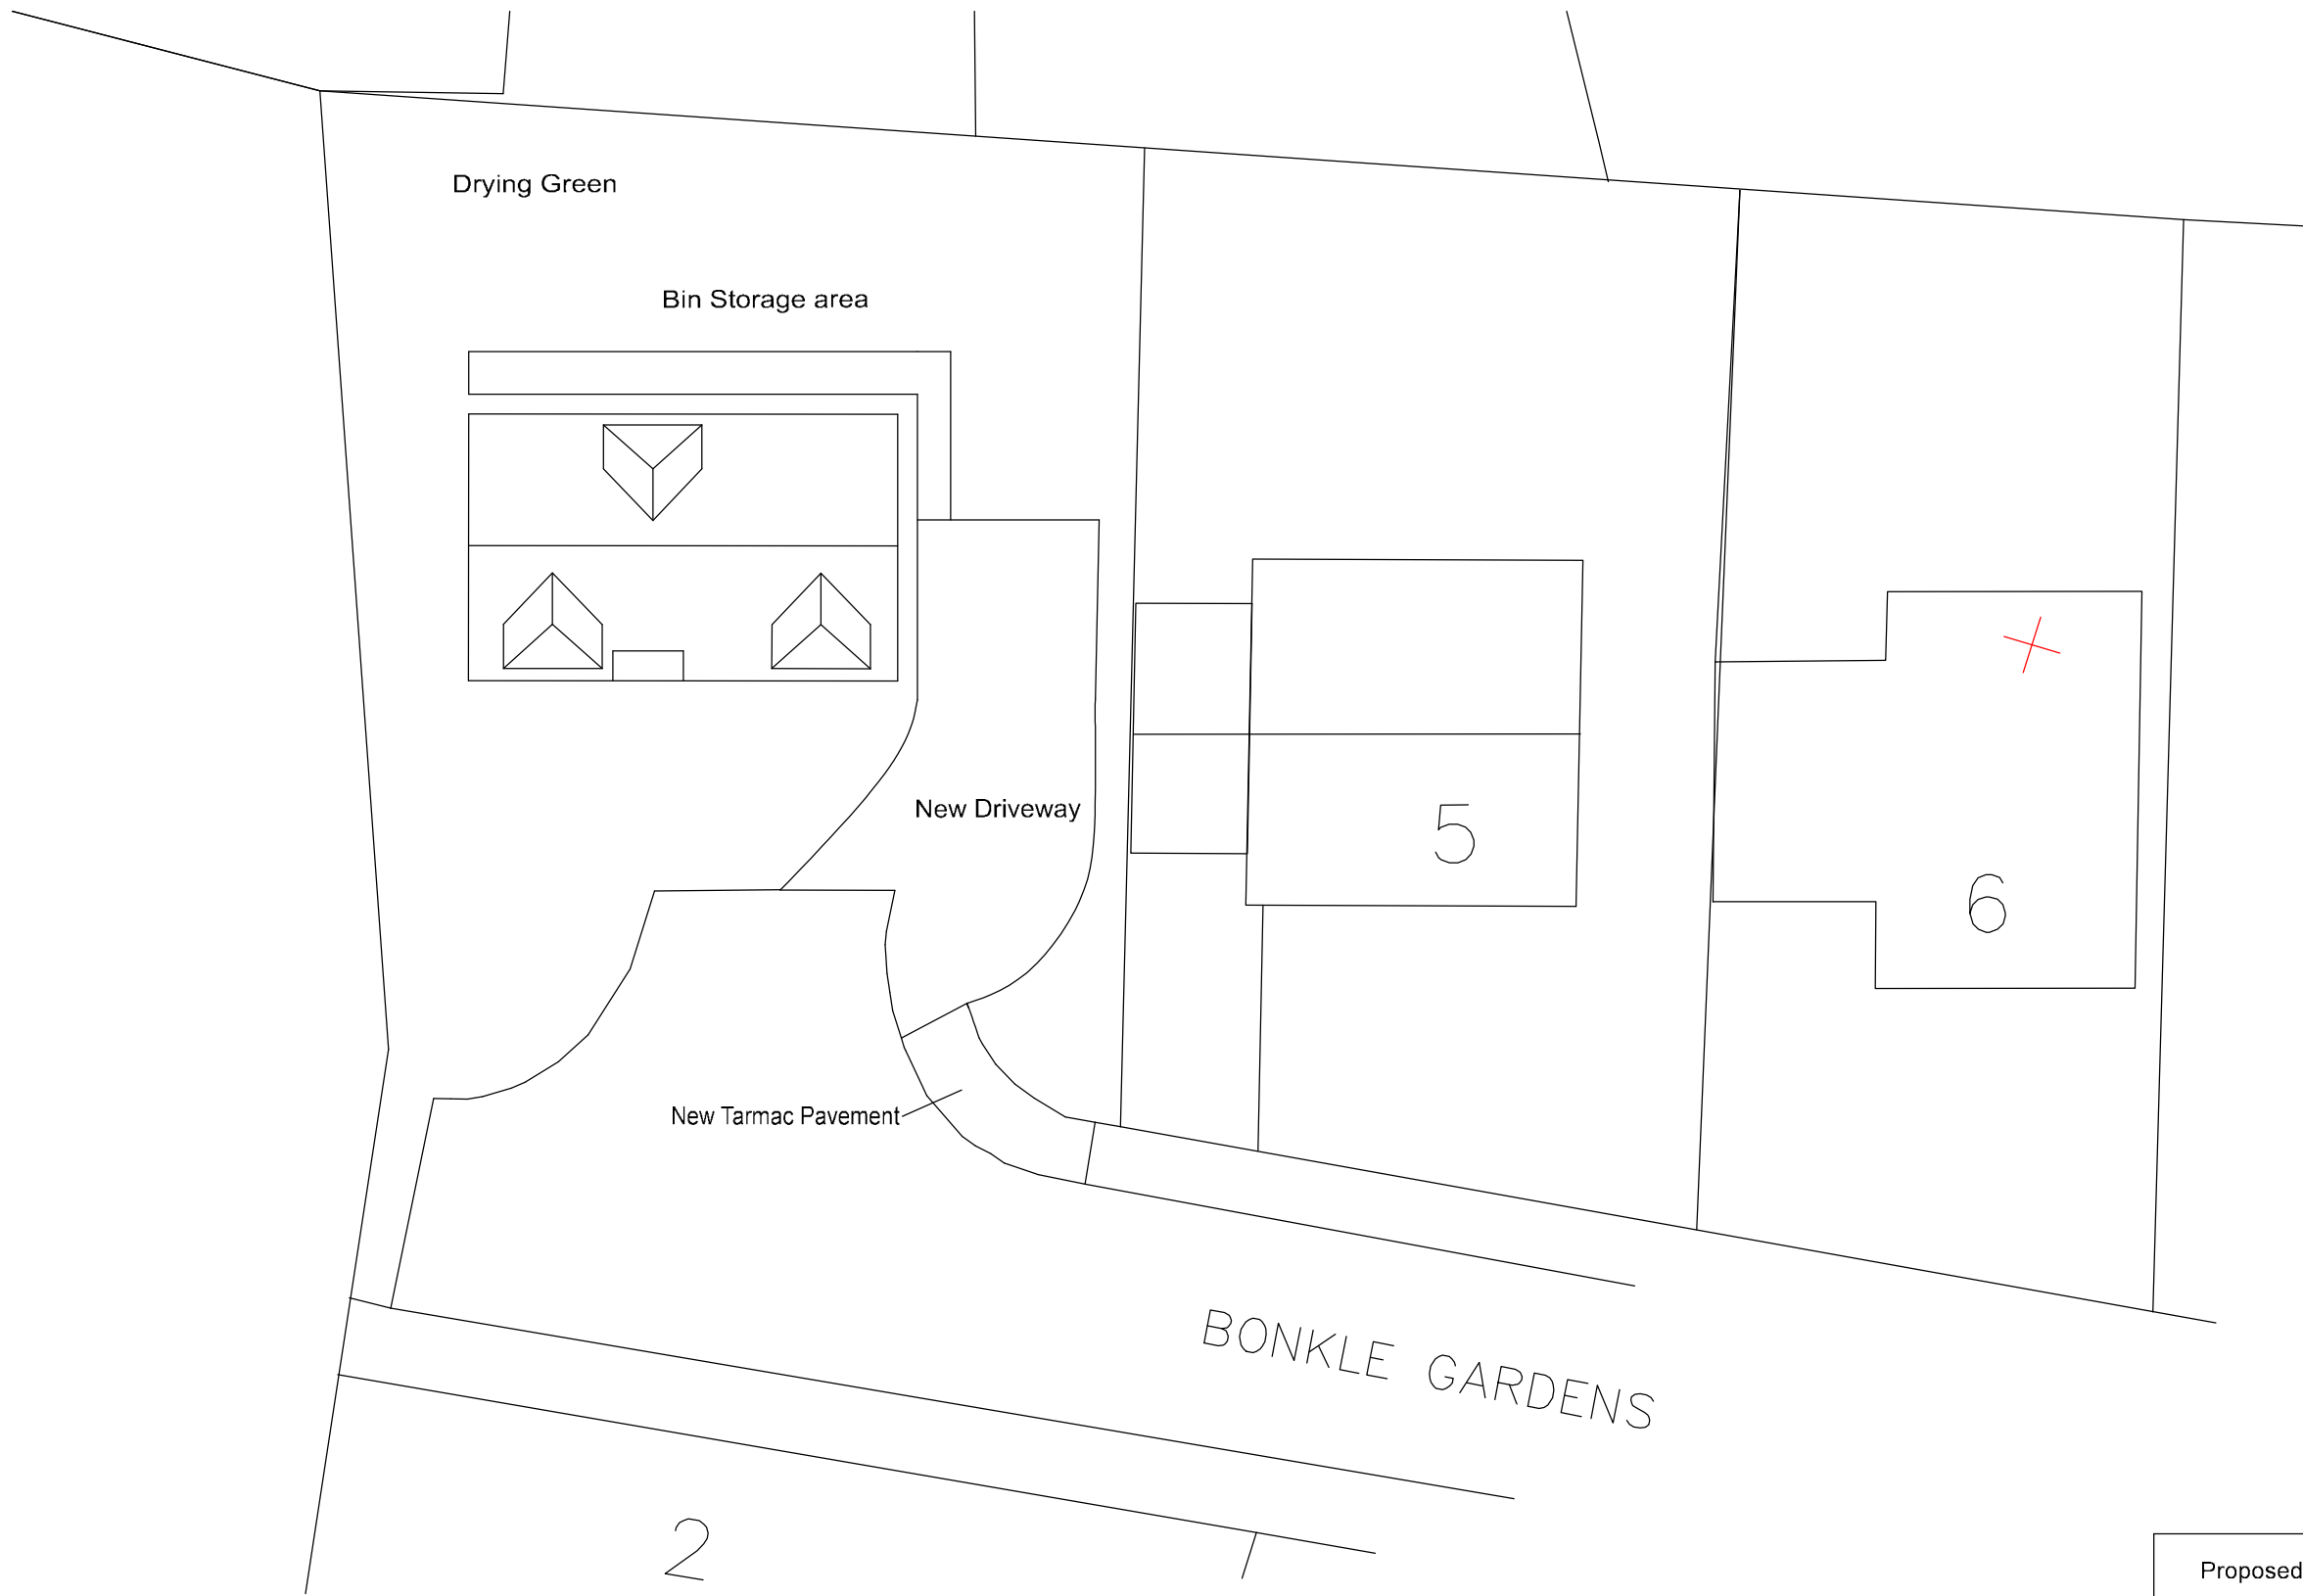 Drying Green
Bin Storage area
New Driveway
5
6
New Tarmac Pavement
BONKLE GARDENS
2
Proposed